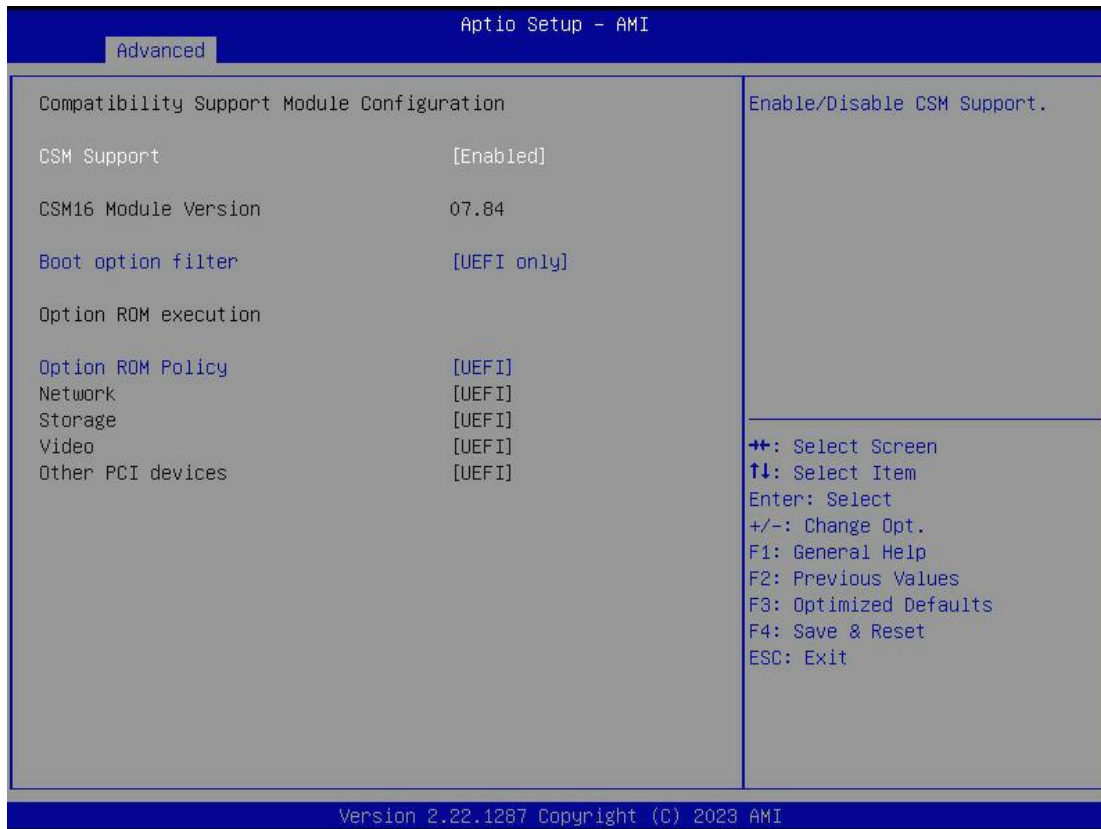 Aptio Setup – AMI
Advanced
Compatibility Support Module Configuration
CSM Support [Enabled]
CSM16 Module Version 07.84
Boot option filter [UEFI only]
Option ROM execution
Option ROM Policy [UEFI]
Network [UEFI]
Storage [UEFI]
Video [UEFI]
Other PCI devices [UEFI]
Enable/Disable CSM Support.
→←: Select Screen
↑↓: Select Item
Enter: Select
+/-: Change Opt.
F1: General Help
F2: Previous Values
F3: Optimized Defaults
F4: Save & Reset
ESC: Exit
Version 2.22.1287 Copyright (C) 2023 AMI